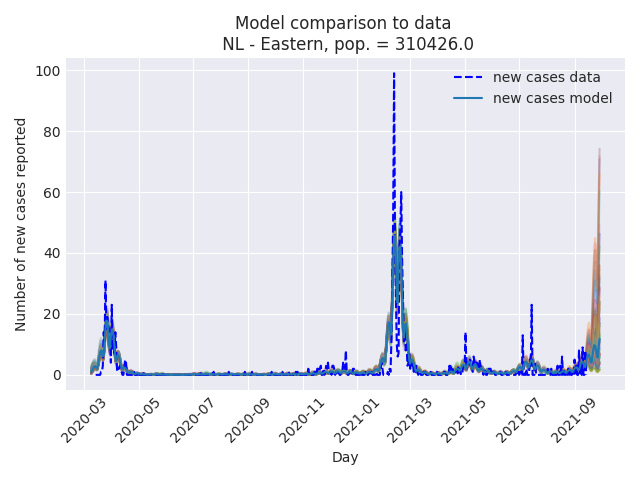 Model comparison to data
NL - Eastern, pop. = 310426.0
100
80
60
40
20
0
Number of new cases reported
new cases data
new cases model
2020-03
2020-05
2020-07
2020-09
2020-11
2021-01
2021-03
2021-05
2021-07
2021-09
Day